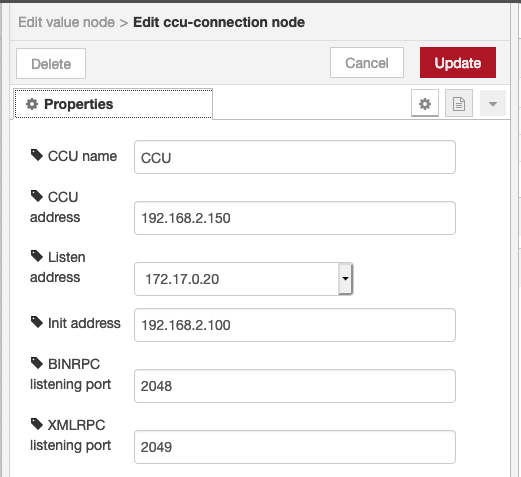 Edit value node > Edit ccu-connection node
Delete
Cancel
Update
Properties
CCU name
CCU
CCU
address
192.168.2.150
Listen
address
172.17.0.20
Init address
192.168.2.100
BINRPC
listening port
2048
XMLRPC
listening port
2049